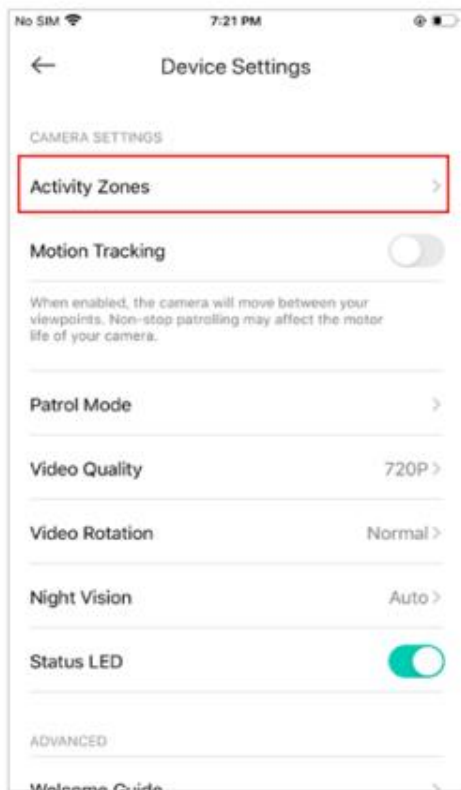 No SIM 7:21 PM
Device Settings
CAMERA SETTINGS
Activity Zones
Motion Tracking
When enabled, the camera will move between your
viewpoints. Non-stop patrolling may affect the motor
life of your camera.
Patrol Mode
Video Quality 720P
Video Rotation Normal
Night Vision Auto
Status LED
ADVANCED
Welcome Guide